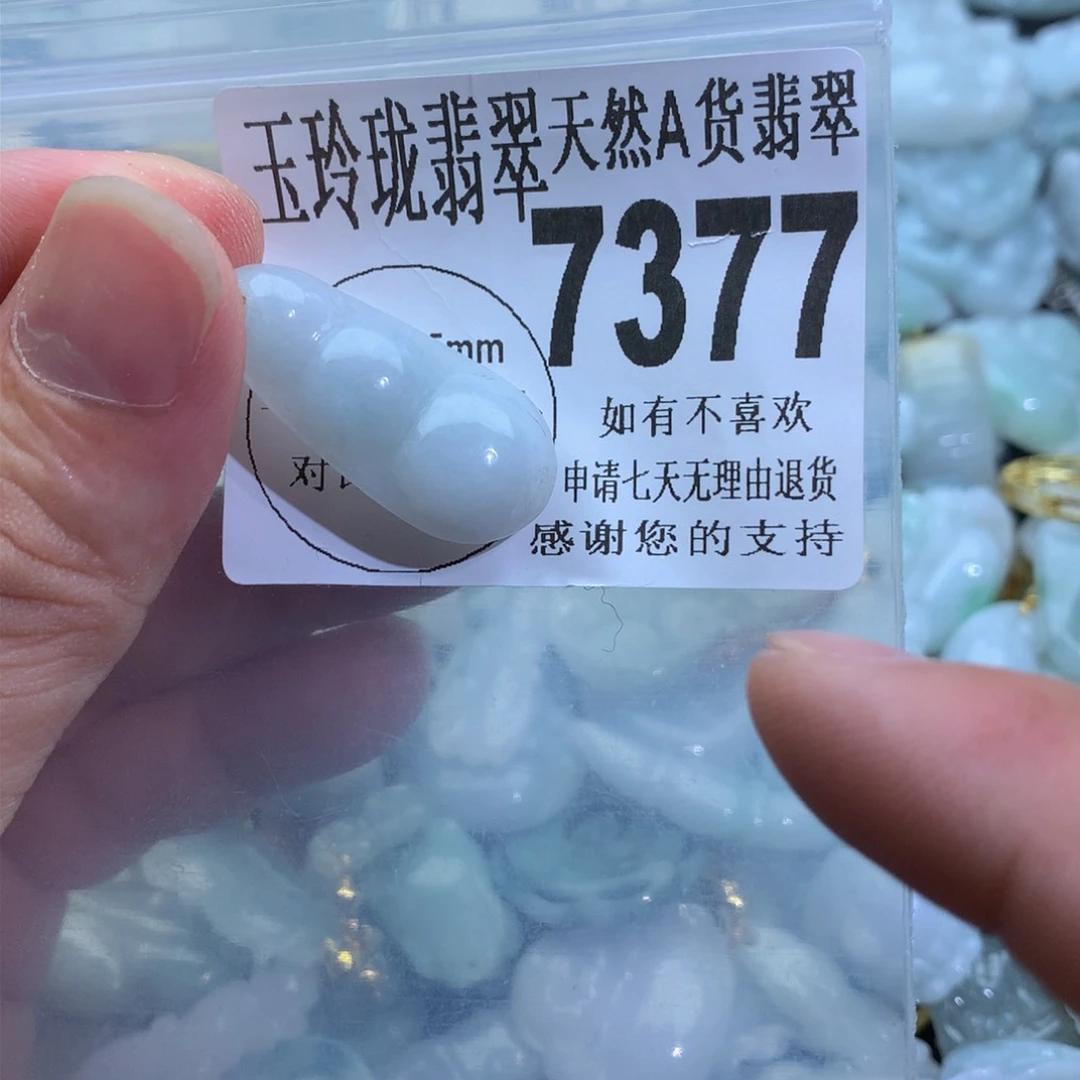 玉玲珑翡翠天然A货翡翠
7377
mm
对
如有不喜欢
申请七天无理由退货
感谢您的支持